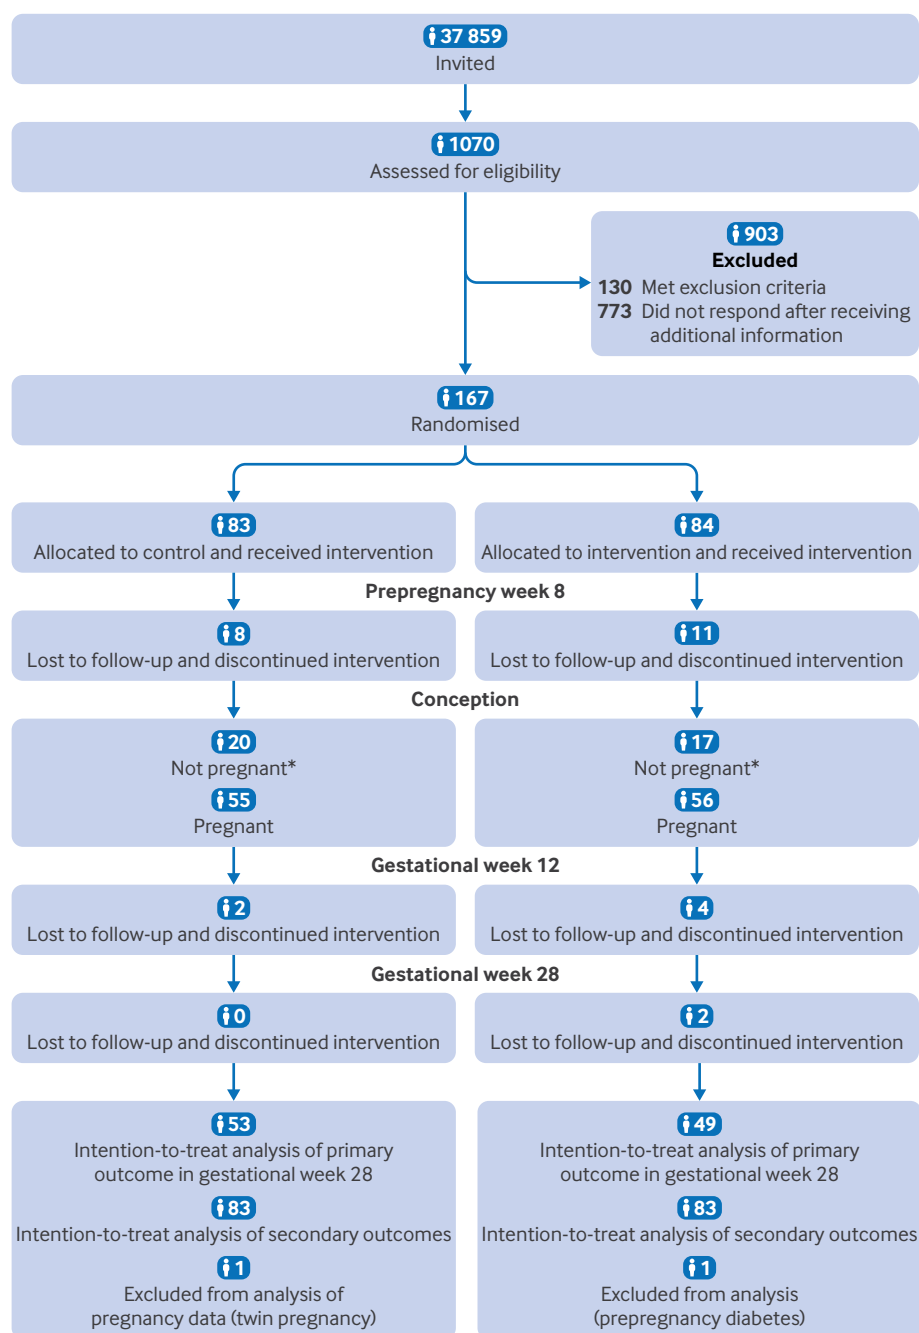 37 859
Invited
1070
Assessed for eligibility
903
Excluded
130 Met exclusion criteria
773 Did not respond after receiving
additional information
167
Randomised
83
Allocated to control and received intervention
84
Allocated to intervention and received intervention
Prepregnancy week 8
8
Lost to follow-up and discontinued intervention
11
Lost to follow-up and discontinued intervention
Conception
20
Not pregnant*
55
Pregnant
17
Not pregnant*
56
Pregnant
Gestational week 12
2
Lost to follow-up and discontinued intervention
4
Lost to follow-up and discontinued intervention
Gestational week 28
0
Lost to follow-up and discontinued intervention
2
Lost to follow-up and discontinued intervention
53
Intention-to-treat analysis of primary
outcome in gestational week 28
83
Intention-to-treat analysis of secondary outcomes
1
Excluded from analysis of
pregnancy data (twin pregnancy)
49
Intention-to-treat analysis of primary
outcome in gestational week 28
83
Intention-to-treat analysis of secondary outcomes
1
Excluded from analysis
(prepregnancy diabetes)